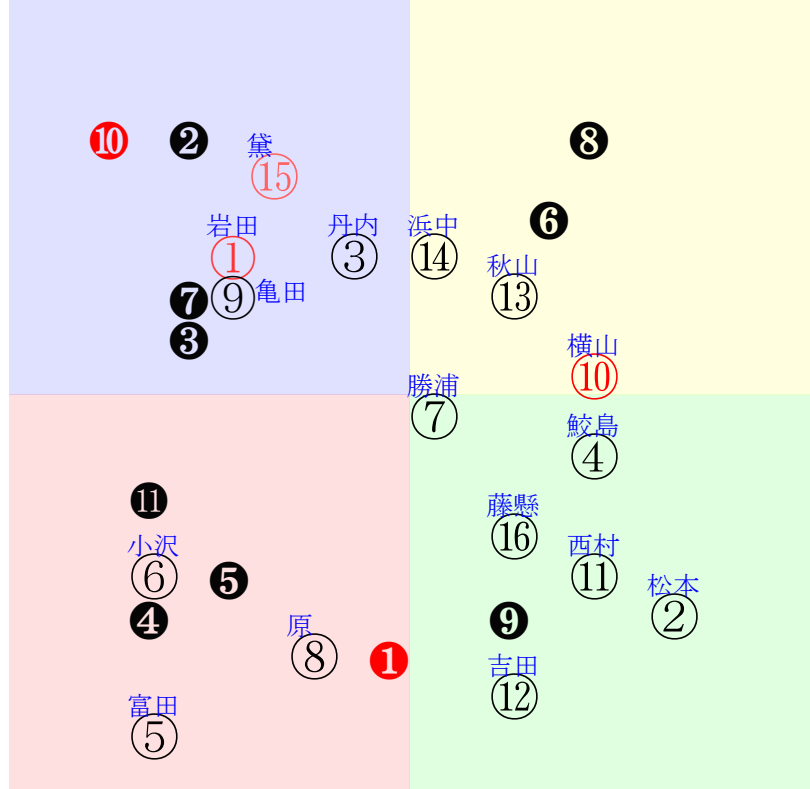 ❿ ❷ 黛 ❽
⑮
岩田 丹内 浜中 ❻
① ③ ⑭
秋山
❼ ⑨ 亀田 ⑬
❸
横山
⑩
勝浦
⑦ 鮫島
④
⓫ 藤懸
⑯
小沢 西村
⑥ ❺ ⑪
松本
❹ 原 ❾ ②
⑧ ❶ 吉田
⑫
富田
⑤